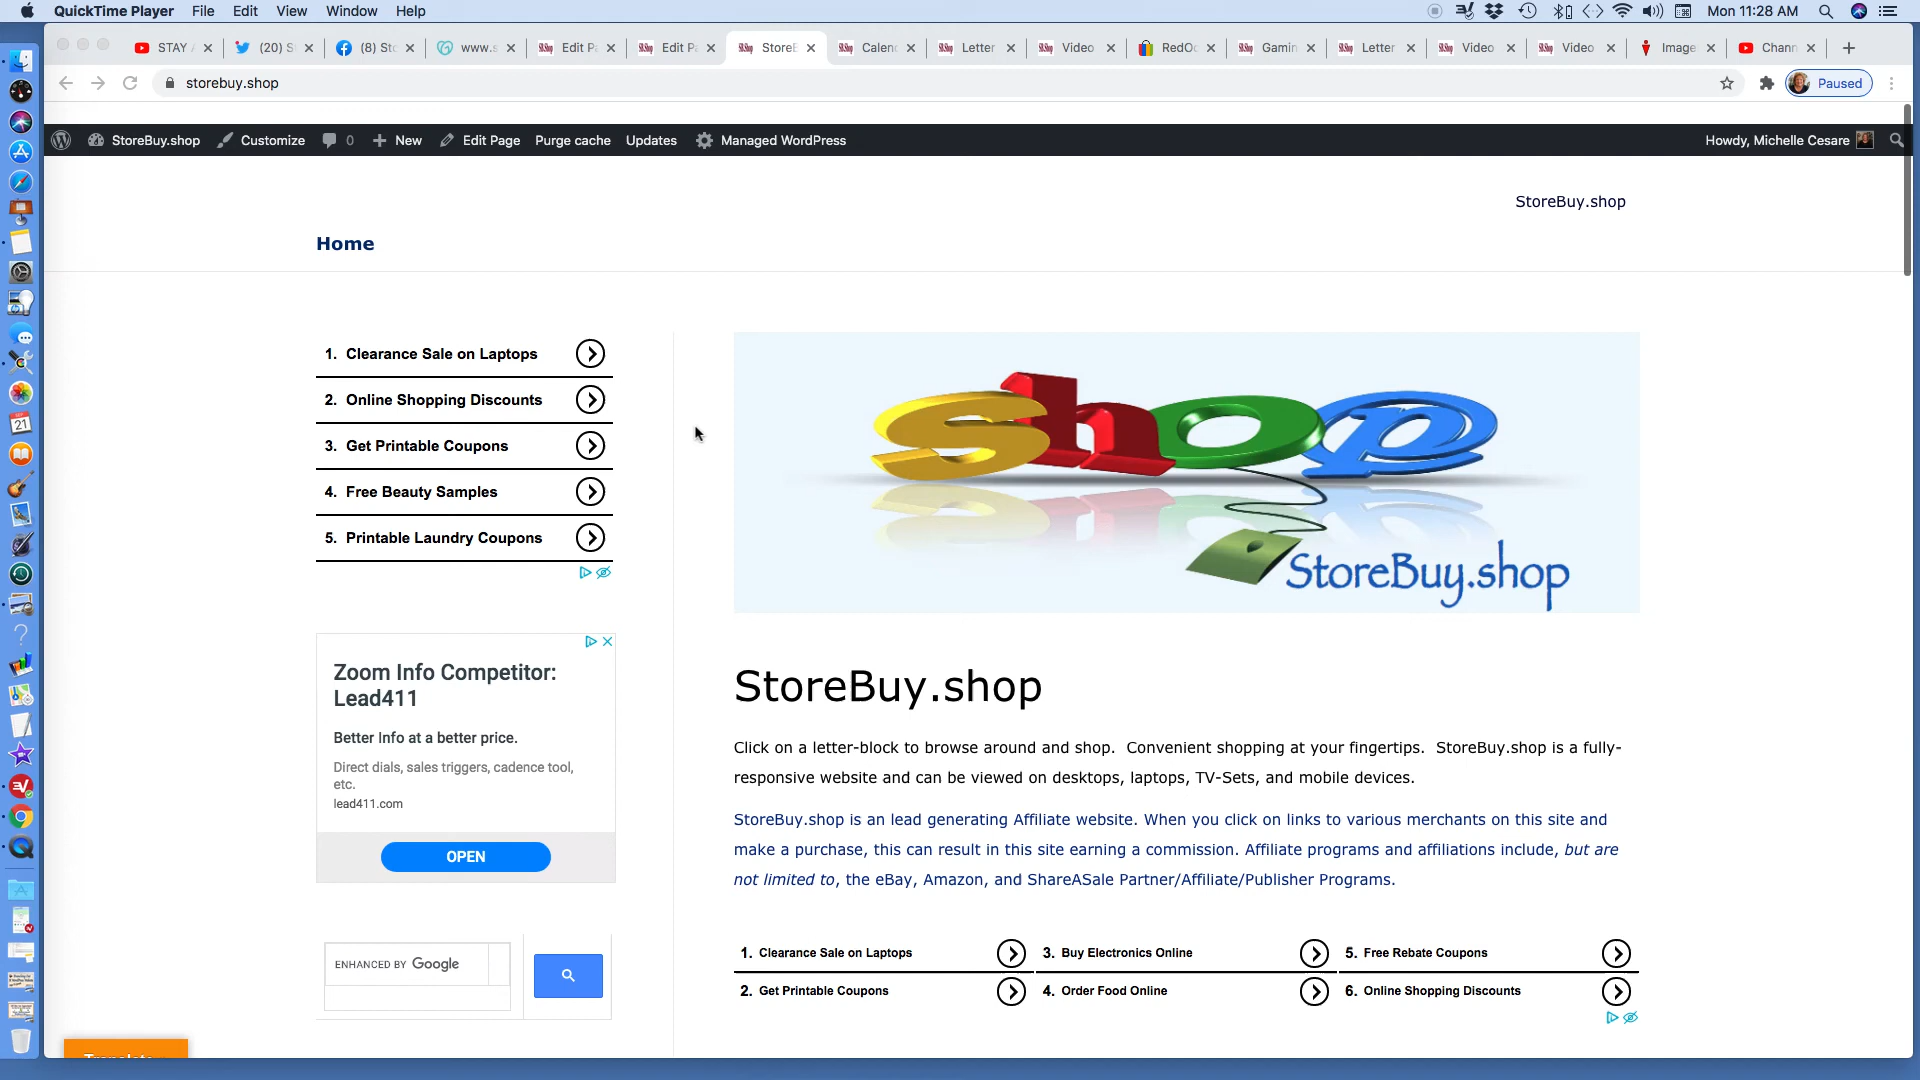 QuickTime Player File Edit View Window Help Mon 11:28 AM
STAY (20) S (8) Sto www.s Edit Pa Edit Pa StoreB Calenc Letter Video RedOc Gamin Letter Video Video Image Chann
storebuy.shop Paused
StoreBuy.shop Customize 0 New Edit Page Purge cache Updates Managed WordPress Howdy, Michelle Cesare
StoreBuy.shop
Home
1. Clearance Sale on Laptops
2. Online Shopping Discounts
3. Get Printable Coupons
4. Free Beauty Samples
5. Printable Laundry Coupons
shop
StoreBuy.shop
Zoom Info Competitor:
Lead411
Better Info at a better price.
Direct dials, sales triggers, cadence tool,
etc.
lead411.com
OPEN
ENHANCED BY Google
StoreBuy.shop
Click on a letter-block to browse around and shop. Convenient shopping at your fingertips. StoreBuy.shop is a fully-
responsive website and can be viewed on desktops, laptops, TV-Sets, and mobile devices.
StoreBuy.shop is an lead generating Affiliate website. When you click on links to various merchants on this site and
make a purchase, this can result in this site earning a commission. Affiliate programs and affiliations include, but are
not limited to, the eBay, Amazon, and ShareASale Partner/Affiliate/Publisher Programs.
1. Clearance Sale on Laptops 3. Buy Electronics Online 5. Free Rebate Coupons
2. Get Printable Coupons 4. Order Food Online 6. Online Shopping Discounts
21